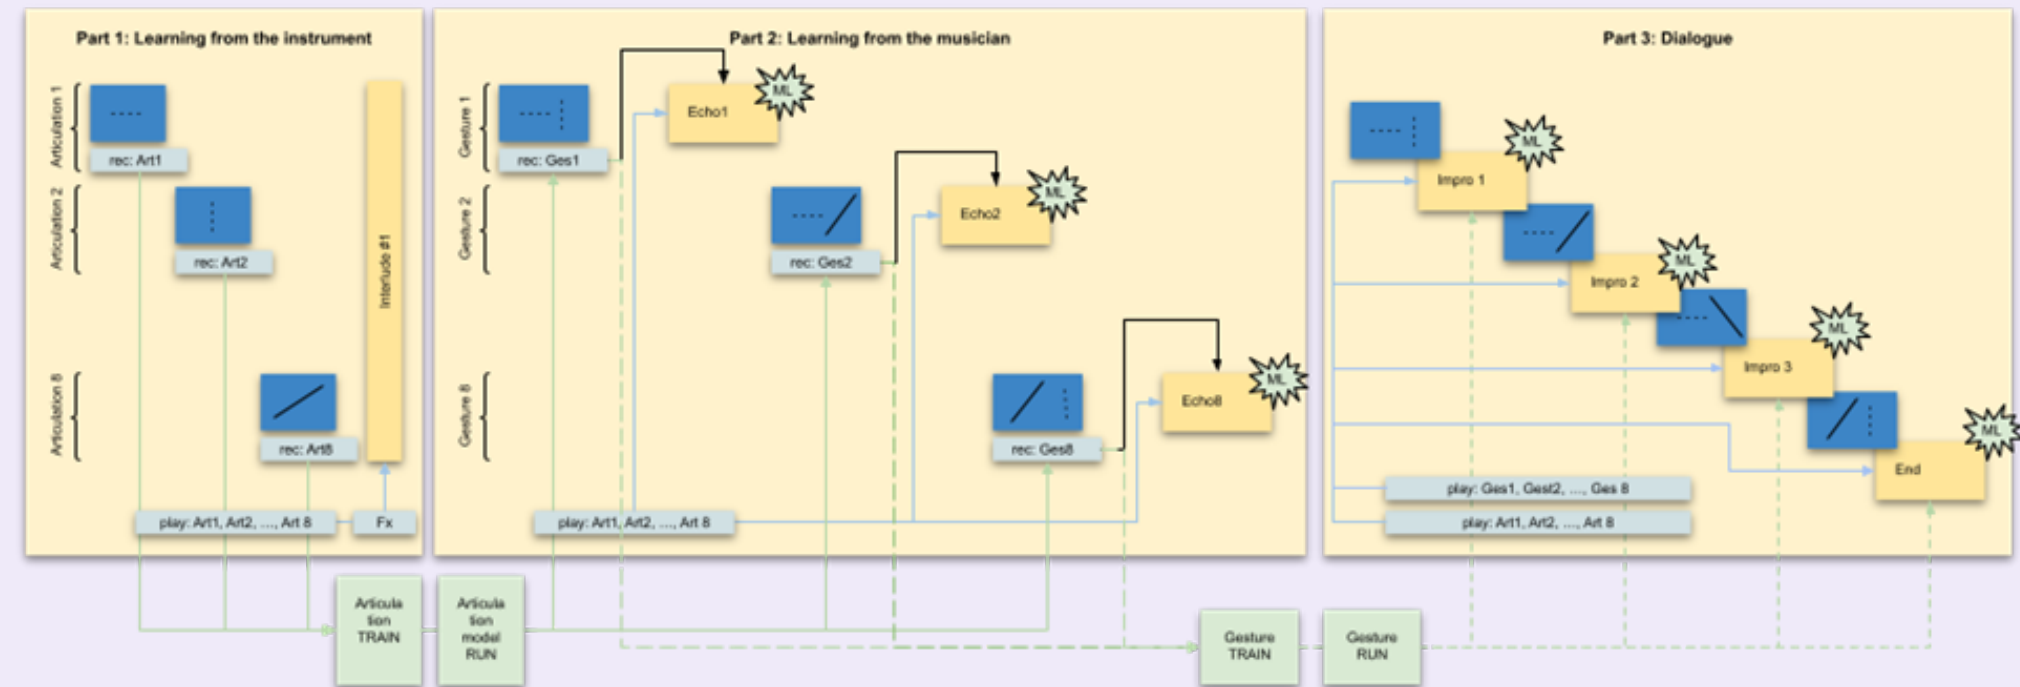 Part 1: Learning from the instrument
Articulation 1
rec: Art1
Articulation 2
rec: Art2
Articulation 8
rec: Art8
Interlude #1
play: Art1, Art2, ..., Art 8
Fx
Articula
tion
TRAIN
Part 2: Learning from the musician
Gesture 1
rec: Ges1
Echo1
ML
Gesture 2
rec: Ges2
Echo2
ML
Gesture 8
rec: Ges8
Echo8
ML
play: Art1, Art2, ..., Art 8
Articula
tion
model
RUN
Gesture
TRAIN
Part 3: Dialogue
ML
Impro 1
ML
Impro 2
ML
Impro 3
ML
End
play: Ges1, Gest2, ..., Ges 8
play: Art1, Art2, ..., Art 8
Gesture
RUN